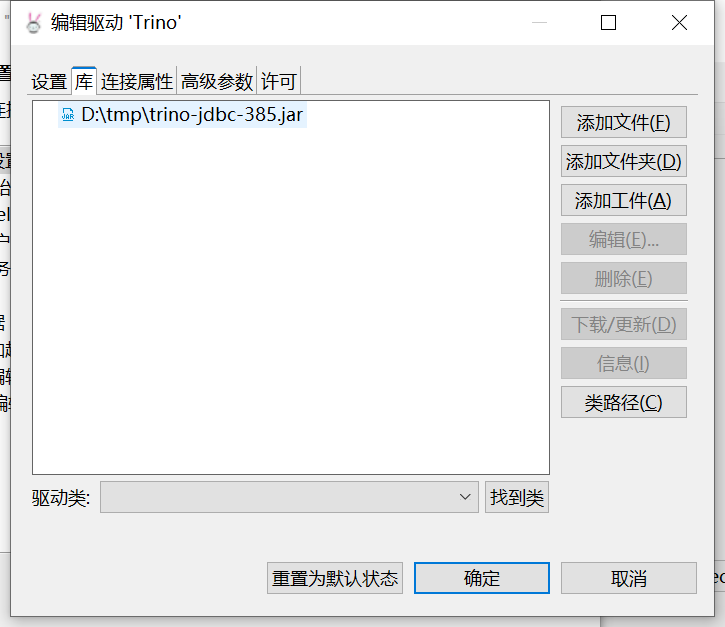 编辑驱动 'Trino'
设置 库 连接属性 高级参数 许可
D:\tmp\trino-jdbc-385.jar
添加文件(F)
添加文件夹(D)
添加工件(A)
编辑(E)...
删除(E)
下载/更新(D)
信息(I)
类路径(C)
驱动类:
找到类
重置为默认状态 确定 取消